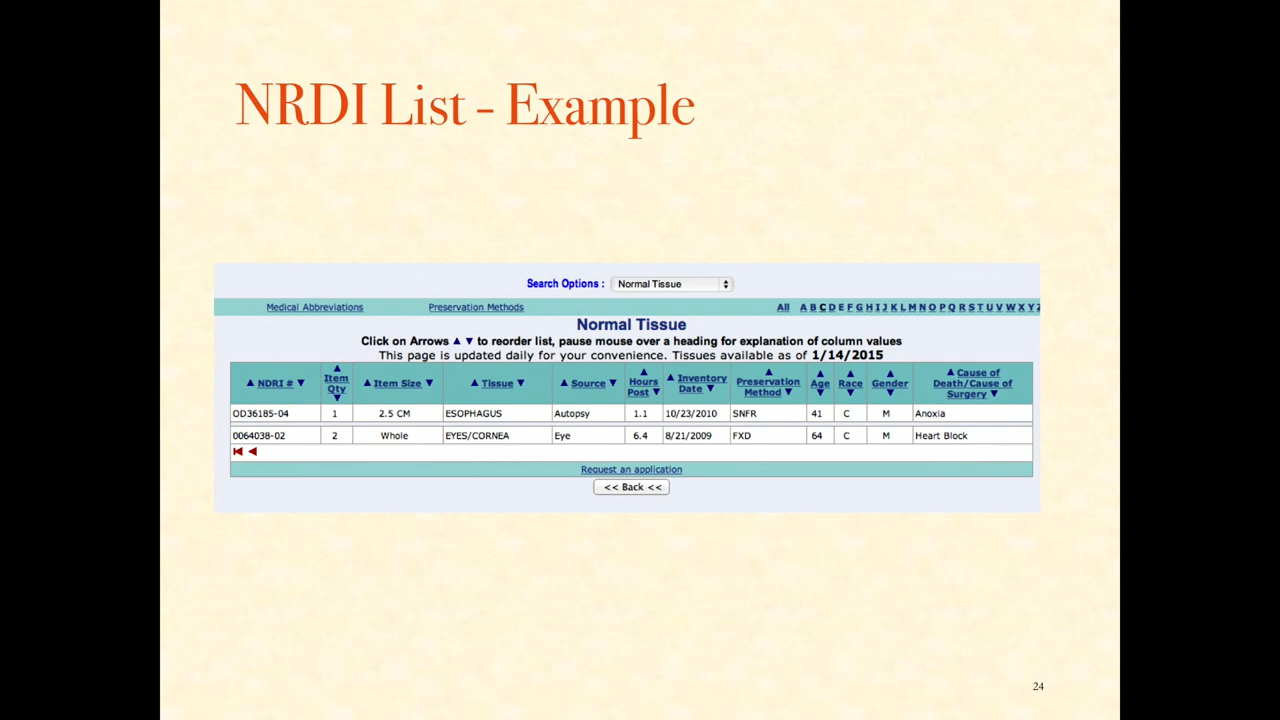 NRDI List - Example
Search Options : Normal Tissue
Medical Abbreviations Preservation Methods All A B C D E F G H I J K L M N O P Q R S T U V W X Y Z
Normal Tissue
Click on Arrows ▲ ▼ to reorder list, pause mouse over a heading for explanation of column values
This page is updated daily for your convenience. Tissues available as of 1/14/2015
▲ NDRI # ▼ ▲ Item Qty ▼ ▲ Item Size ▼ ▲ Tissue ▼ ▲ Source ▼ ▲ Hours Post ▼ ▲ Inventory Date ▼ ▲ Preservation Method ▼ ▲ Age ▼ ▲ Race ▼ ▲ Gender ▼ ▲ Cause of Death/Cause of Surgery ▼
OD36185-04 1 2.5 CM ESOPHAGUS Autopsy 1.1 10/23/2010 SNFR 41 C M Anoxia
0064038-02 2 Whole EYES/CORNEA Eye 6.4 8/21/2009 FXD 64 C M Heart Block
Request an application
<< Back <<
24